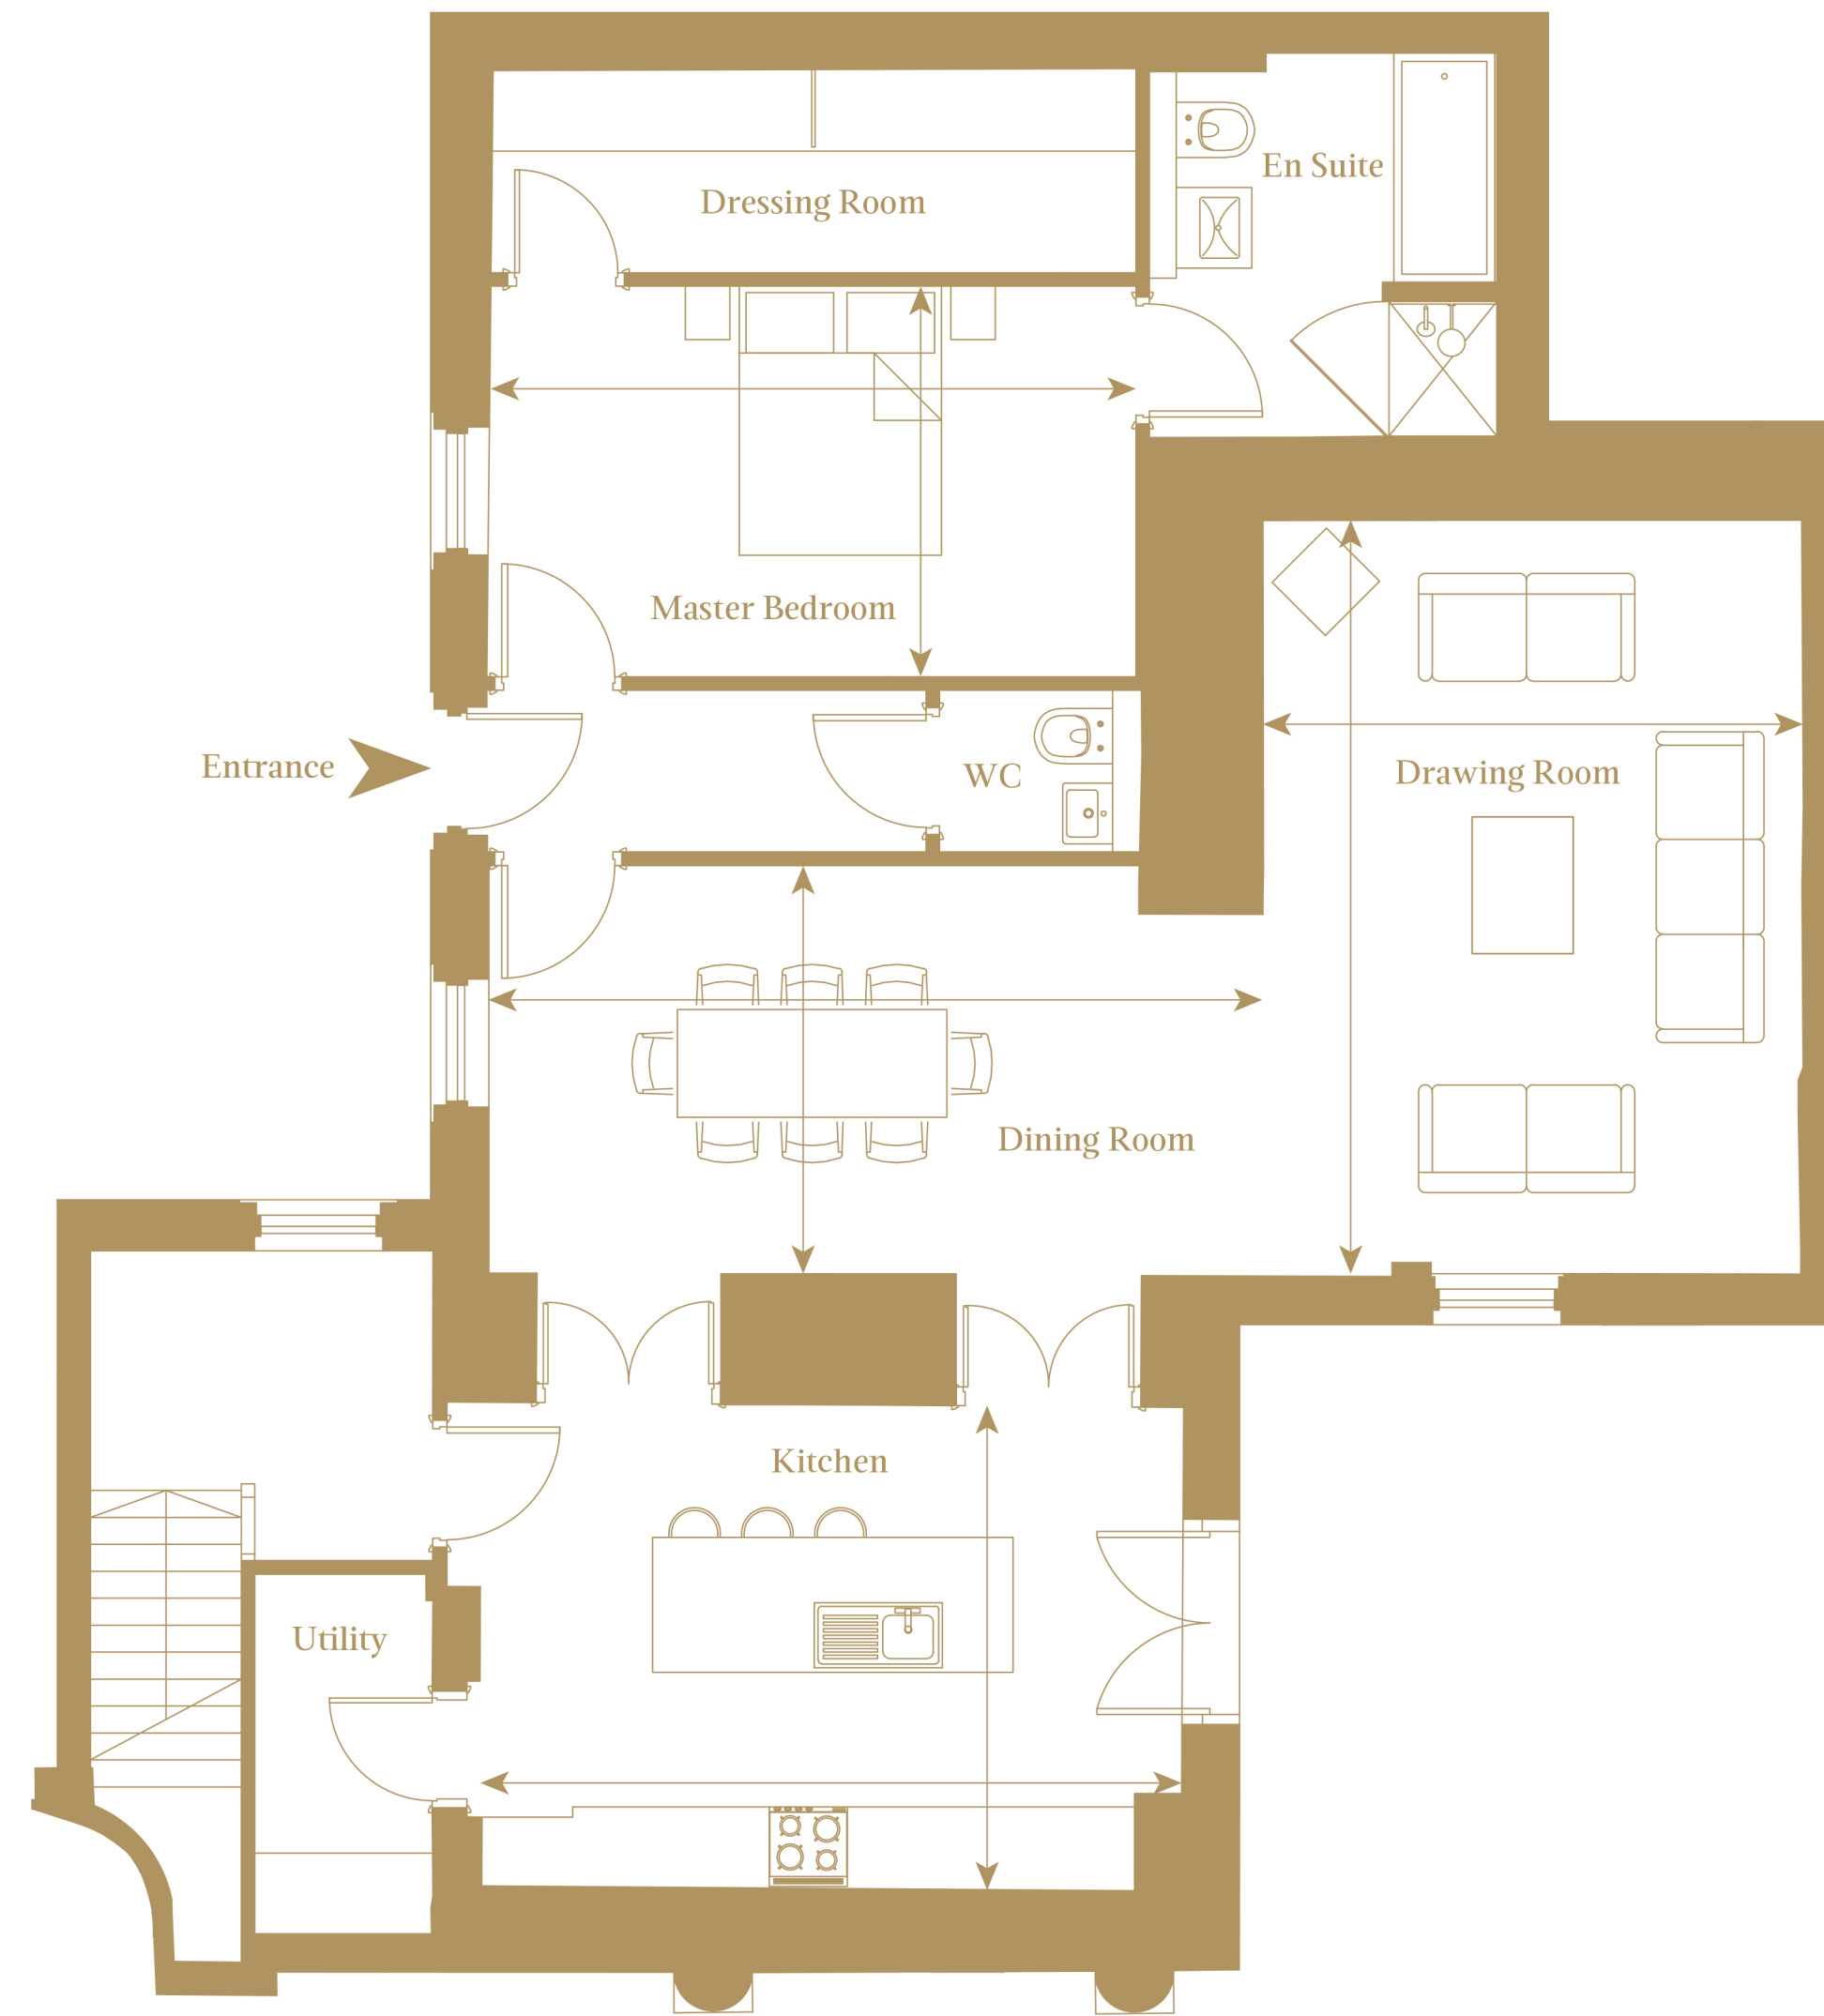 En Suite
Dressing Room
Master Bedroom
Entrance
WC
Drawing Room
Dining Room
Kitchen
Utility